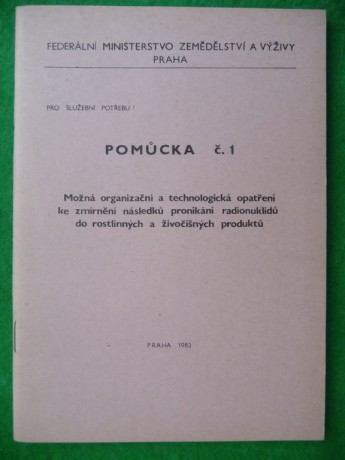 FEDERÁLNÍ MINISTERSTVO ZEMĚDĚLSTVÍ A VÝŽIVY
PRAHA
PRO SLUŽEBNÍ POTŘEBU!
POMŮCKA č. 1
Možná organizační a technologická opatření
ke zmírnění následků pronikání radionuklidů
do rostlinných a živočišných produktů
PRAHA 1983